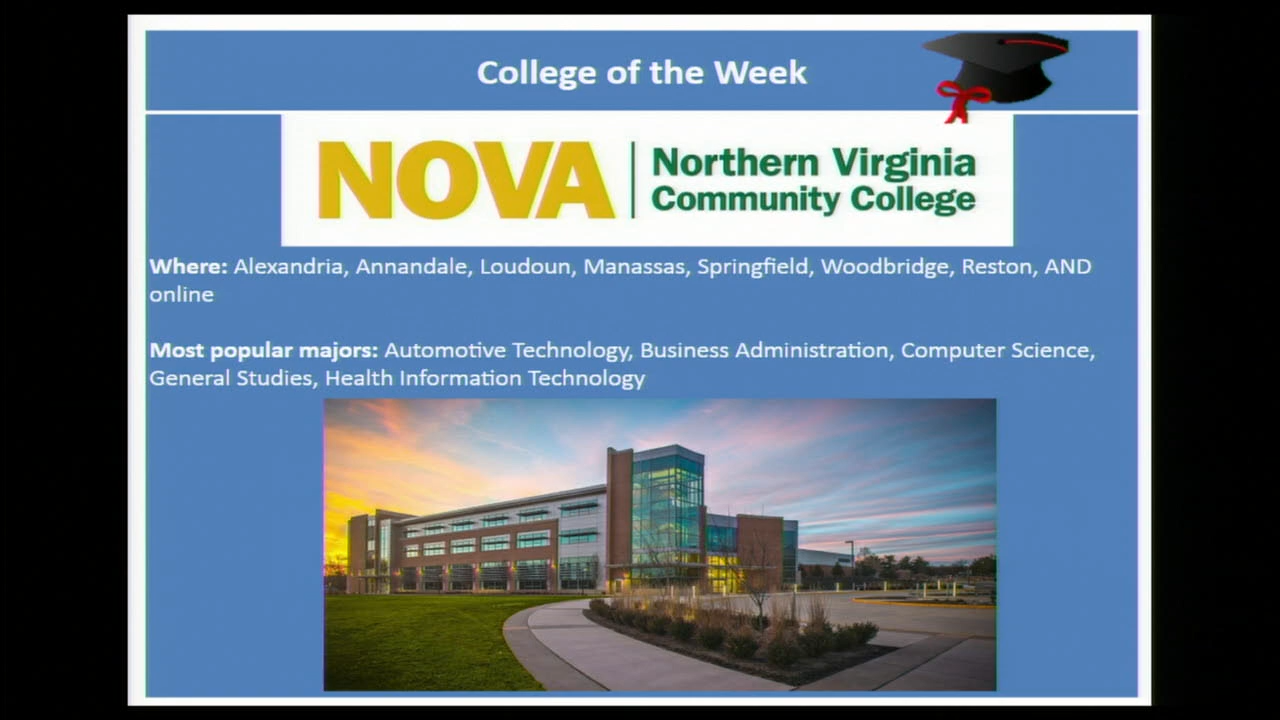 College of the Week
NOVA
Northern Virginia
Community College
Where: Alexandria, Annandale, Loudoun, Manassas, Springfield, Woodbridge, Reston, AND
online
Most popular majors: Automotive Technology, Business Administration, Computer Science,
General Studies, Health Information Technology